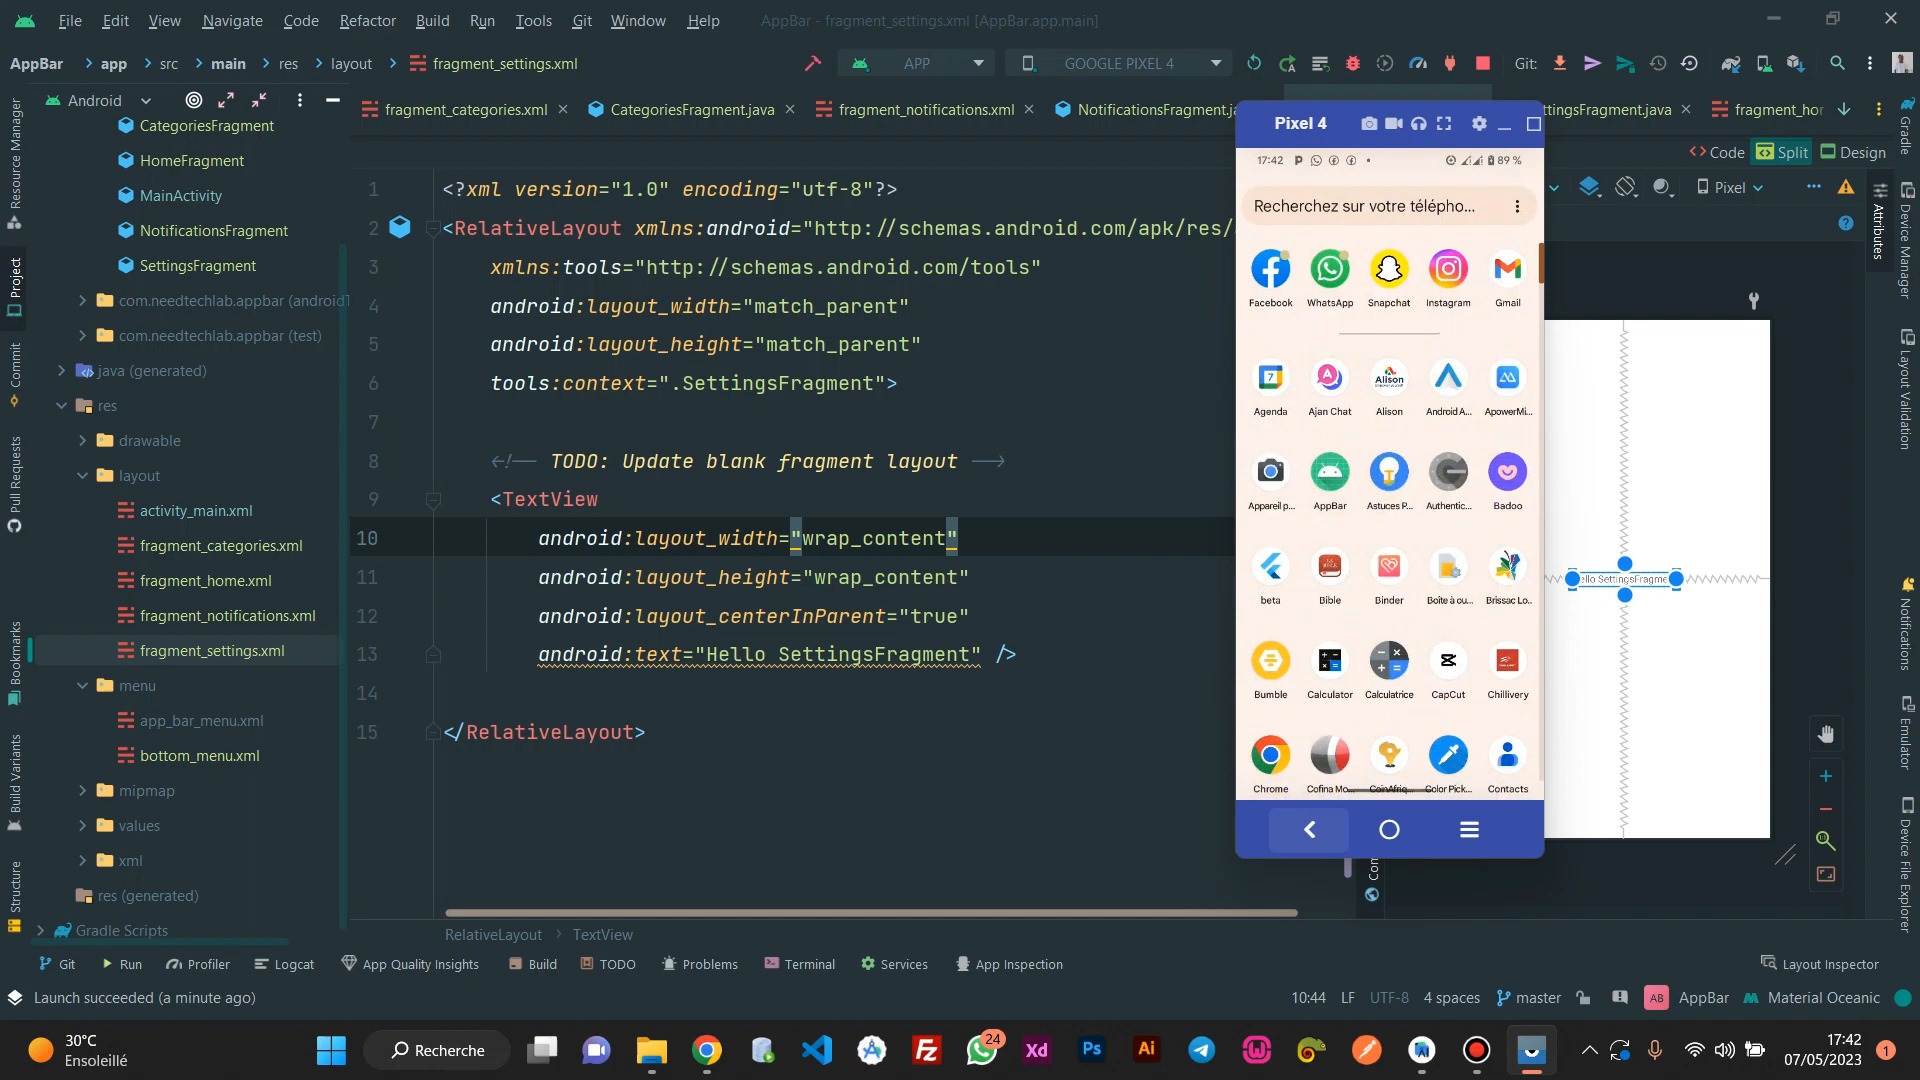 File Edit View Navigate Code Refactor Build Run Tools Git Window Help AppBar - fragment_settings.xml [AppBar.app.main]
AppBar app src main res layout fragment_settings.xml APP GOOGLE PIXEL 4 Git:
Android fragment_categories.xml CategoriesFragment.java fragment_notifications.xml NotificationsFragment.ja ttingsFragment.java fragment_hor
Code Split Design
Pixel
Resource Manager
Project
Commit
Pull Requests
Bookmarks
Build Variants
Structure
CategoriesFragment
HomeFragment
MainActivity
NotificationsFragment
SettingsFragment
com.needtechlab.appbar (androidT
com.needtechlab.appbar (test)
java (generated)
res
drawable
layout
activity_main.xml
fragment_categories.xml
fragment_home.xml
fragment_notifications.xml
fragment_settings.xml
menu
app_bar_menu.xml
bottom_menu.xml
mipmap
values
xml
res (generated)
Gradle Scripts
1 <?xml version="1.0" encoding="utf-8"?>
2 <RelativeLayout xmlns:android="http://schemas.android.com/apk/res/
3 xmlns:tools="http://schemas.android.com/tools"
4 android:layout_width="match_parent"
5 android:layout_height="match_parent"
6 tools:context=".SettingsFragment">
7
8 <!-- TODO: Update blank fragment layout -->
9 <TextView
10 android:layout_width="wrap_content"
11 android:layout_height="wrap_content"
12 android:layout_centerInParent="true"
13 android:text="Hello SettingsFragment" />
14
15 </RelativeLayout>
RelativeLayout TextView
Pixel 4
17:42 89 %
Recherchez sur votre télépho...
Facebook WhatsApp Snapchat Instagram Gmail
Agenda Ajan Chat Alison Android A... ApowerMi...
Appareil p... AppBar Astuces P... Authentic... Badoo
beta Bible Binder Boite à ou... Brissac Lo..
Bumble Calculator Calculatrice CapCut Chillivery
Chrome Cofina Mo... CoinAfriq... Color Pick... Contacts
ello SettingsFragme
Con
Attributes
Gradle
Device Manager
Layout Validation
Notifications
Emulator
Device File Explorer
Git Run Profiler Logcat App Quality Insights Build TODO Problems Terminal Services App Inspection Layout Inspector
Launch succeeded (a minute ago) 10:44 LF UTF-8 4 spaces master AB AppBar Material Oceanic
30°C
Ensoleillé
Recherche
24
Xd Ps Ai
17:42
07/05/2023
1